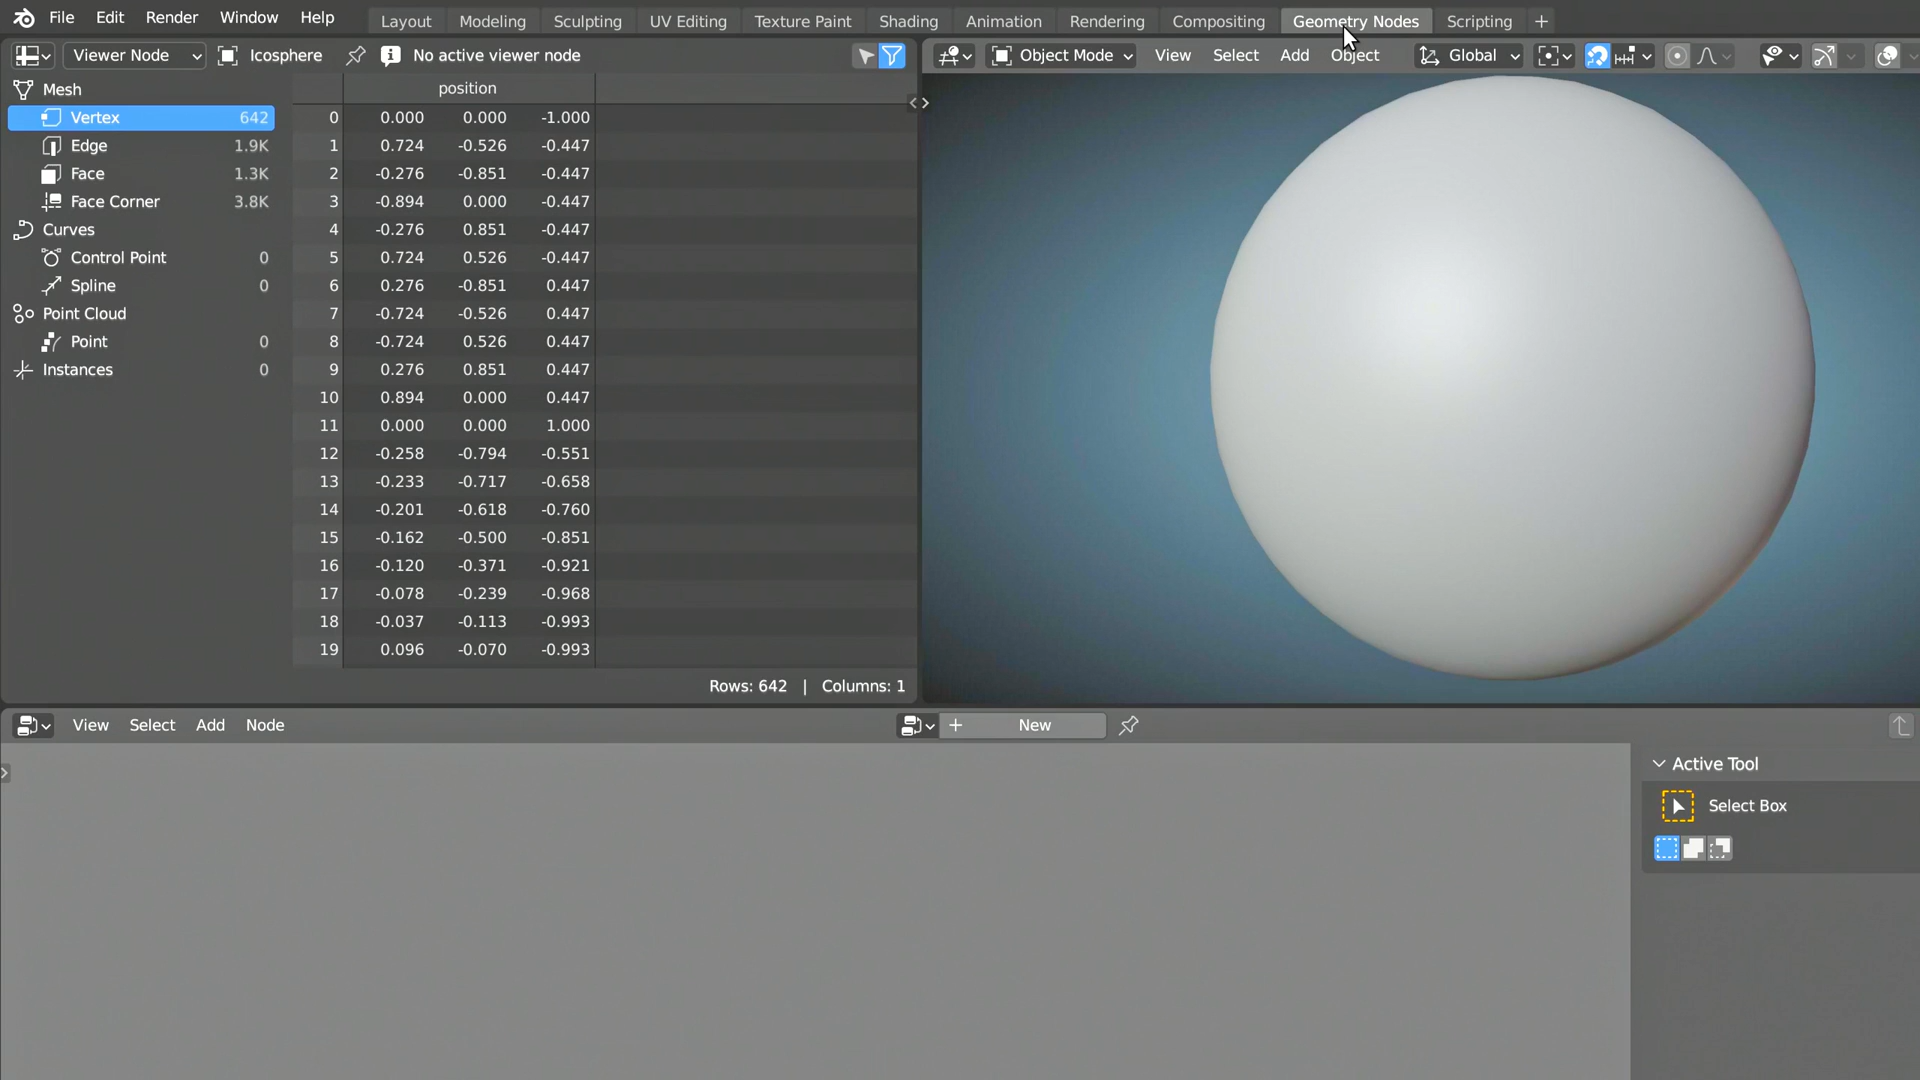 File Edit Render Window Help Layout Modeling Sculpting UV Editing Texture Paint Shading Animation Rendering Compositing Geometry Nodes Scripting +
Viewer Node Icosphere No active viewer node
Object Mode View Select Add Object Global
Mesh
Vertex 642
Edge 1.9K
Face 1.3K
Face Corner 3.8K
Curves
Control Point 0
Spline 0
Point Cloud
Point 0
Instances 0
position
0 0.000 0.000 -1.000
1 0.724 -0.526 -0.447
2 -0.276 -0.851 -0.447
3 -0.894 0.000 -0.447
4 -0.276 0.851 -0.447
5 0.724 0.526 -0.447
6 0.276 -0.851 0.447
7 -0.724 -0.526 0.447
8 -0.724 0.526 0.447
9 0.276 0.851 0.447
10 0.894 0.000 0.447
11 0.000 0.000 1.000
12 -0.258 -0.794 -0.551
13 -0.233 -0.717 -0.658
14 -0.201 -0.618 -0.760
15 -0.162 -0.500 -0.851
16 -0.120 -0.371 -0.921
17 -0.078 -0.239 -0.968
18 -0.037 -0.113 -0.993
19 0.096 -0.070 -0.993
Rows: 642 | Columns: 1
View Select Add Node + New
Active Tool
Select Box